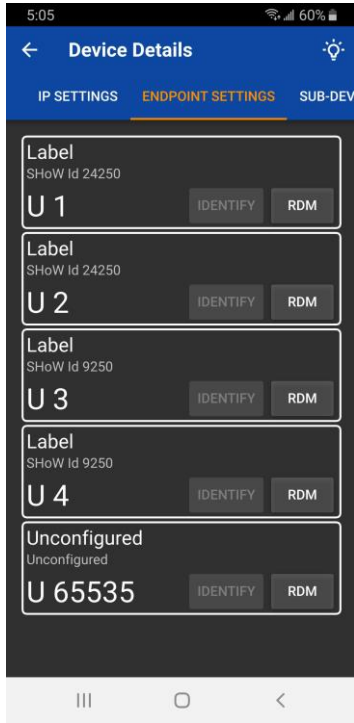 5:05 60%
Device Details
IP SETTINGS ENDPOINT SETTINGS SUB-DEV
Label
SHoW Id 24250
U 1 IDENTIFY RDM
Label
SHoW Id 24250
U 2 IDENTIFY RDM
Label
SHoW Id 9250
U 3 IDENTIFY RDM
Label
SHoW Id 9250
U 4 IDENTIFY RDM
Unconfigured
Unconfigured
U 65535 IDENTIFY RDM